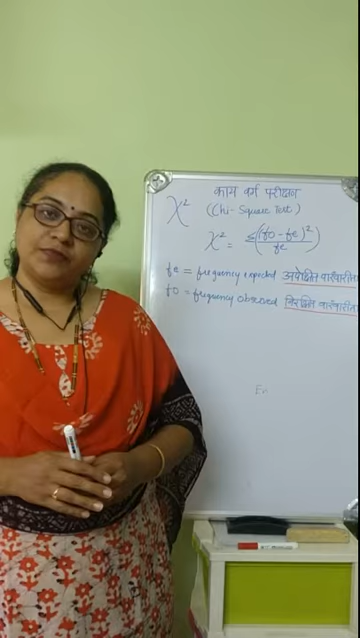 काय वर्ग परीक्षण
χ² (Chi-Square Test)
χ² = Σ((fo - fe)²/fe)
fe = frequency expected अपेक्षित वारंवारीता
fo = frequency observed निरीक्षित वारंवारीता